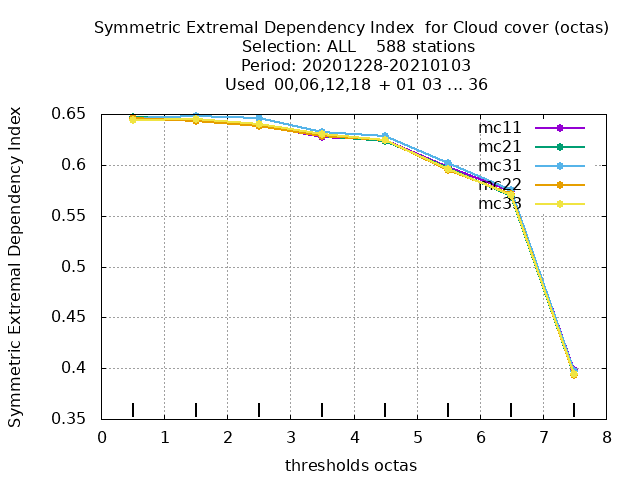 Symmetric Extremal Dependency Index  for Cloud cover (octas)
Selection: ALL    588 stations
Period: 20201228-20210103
Used  00,06,12,18  + 01 03 ... 36
Symmetric Extremal Dependency Index
0.65
0.6
0.55
0.5
0.45
0.4
0.35
mc11
mc21
mc31
mc22
mc33
0 1 2 3 4 5 6 7 8
thresholds octas